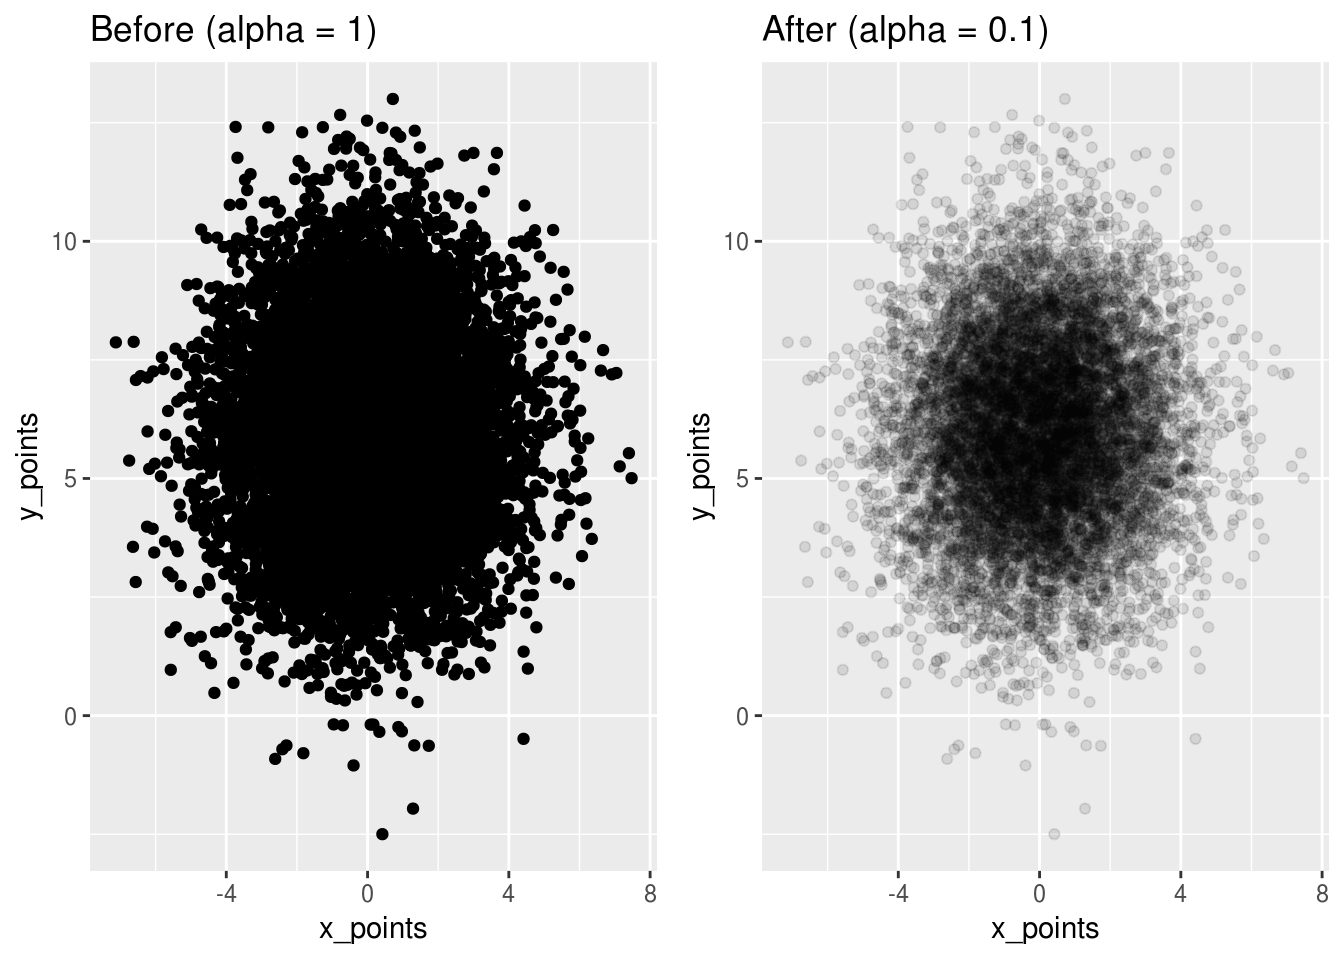 Before (alpha = 1)
10
5
0
y_points
-4 0 4 8
x_points
After (alpha = 0.1)
10
5
0
y_points
-4 0 4 8
x_points